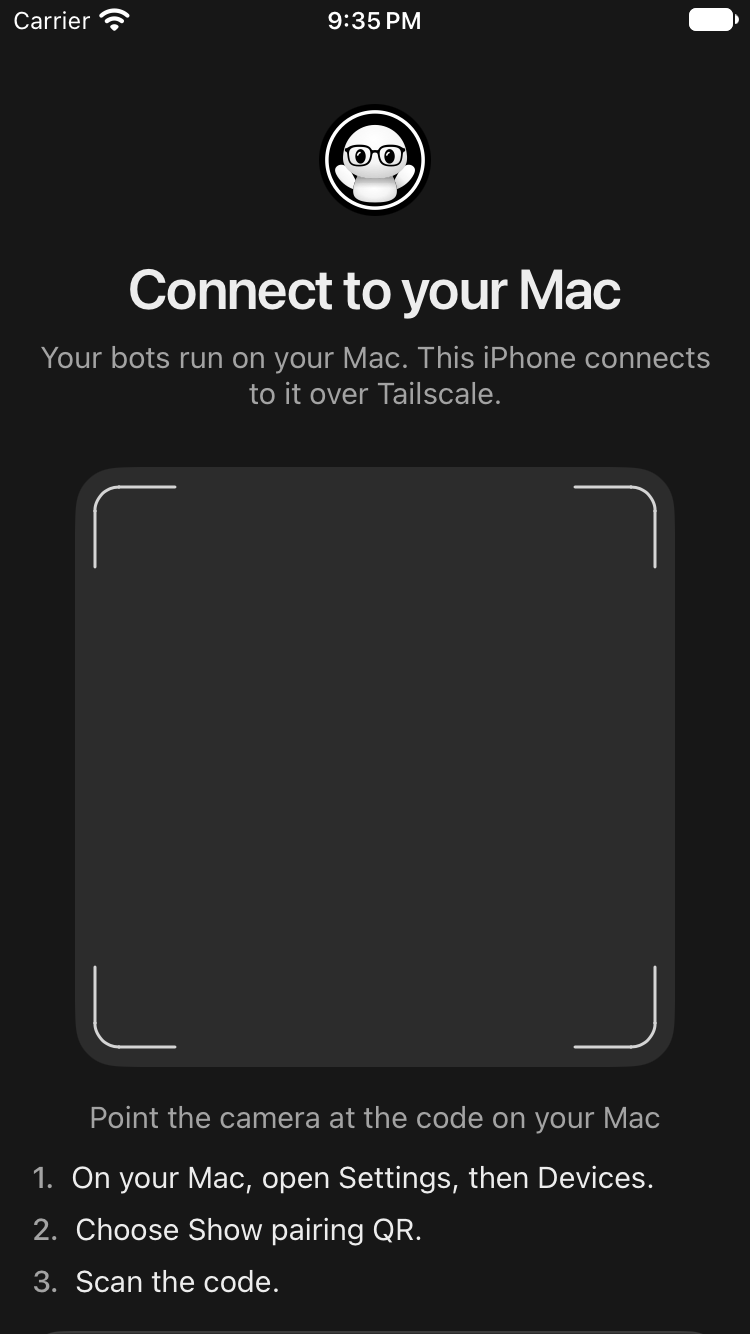 Carrier 9:35 PM
Connect to your Mac
Your bots run on your Mac. This iPhone connects
to it over Tailscale.
Point the camera at the code on your Mac
1. On your Mac, open Settings, then Devices.
2. Choose Show pairing QR.
3. Scan the code.